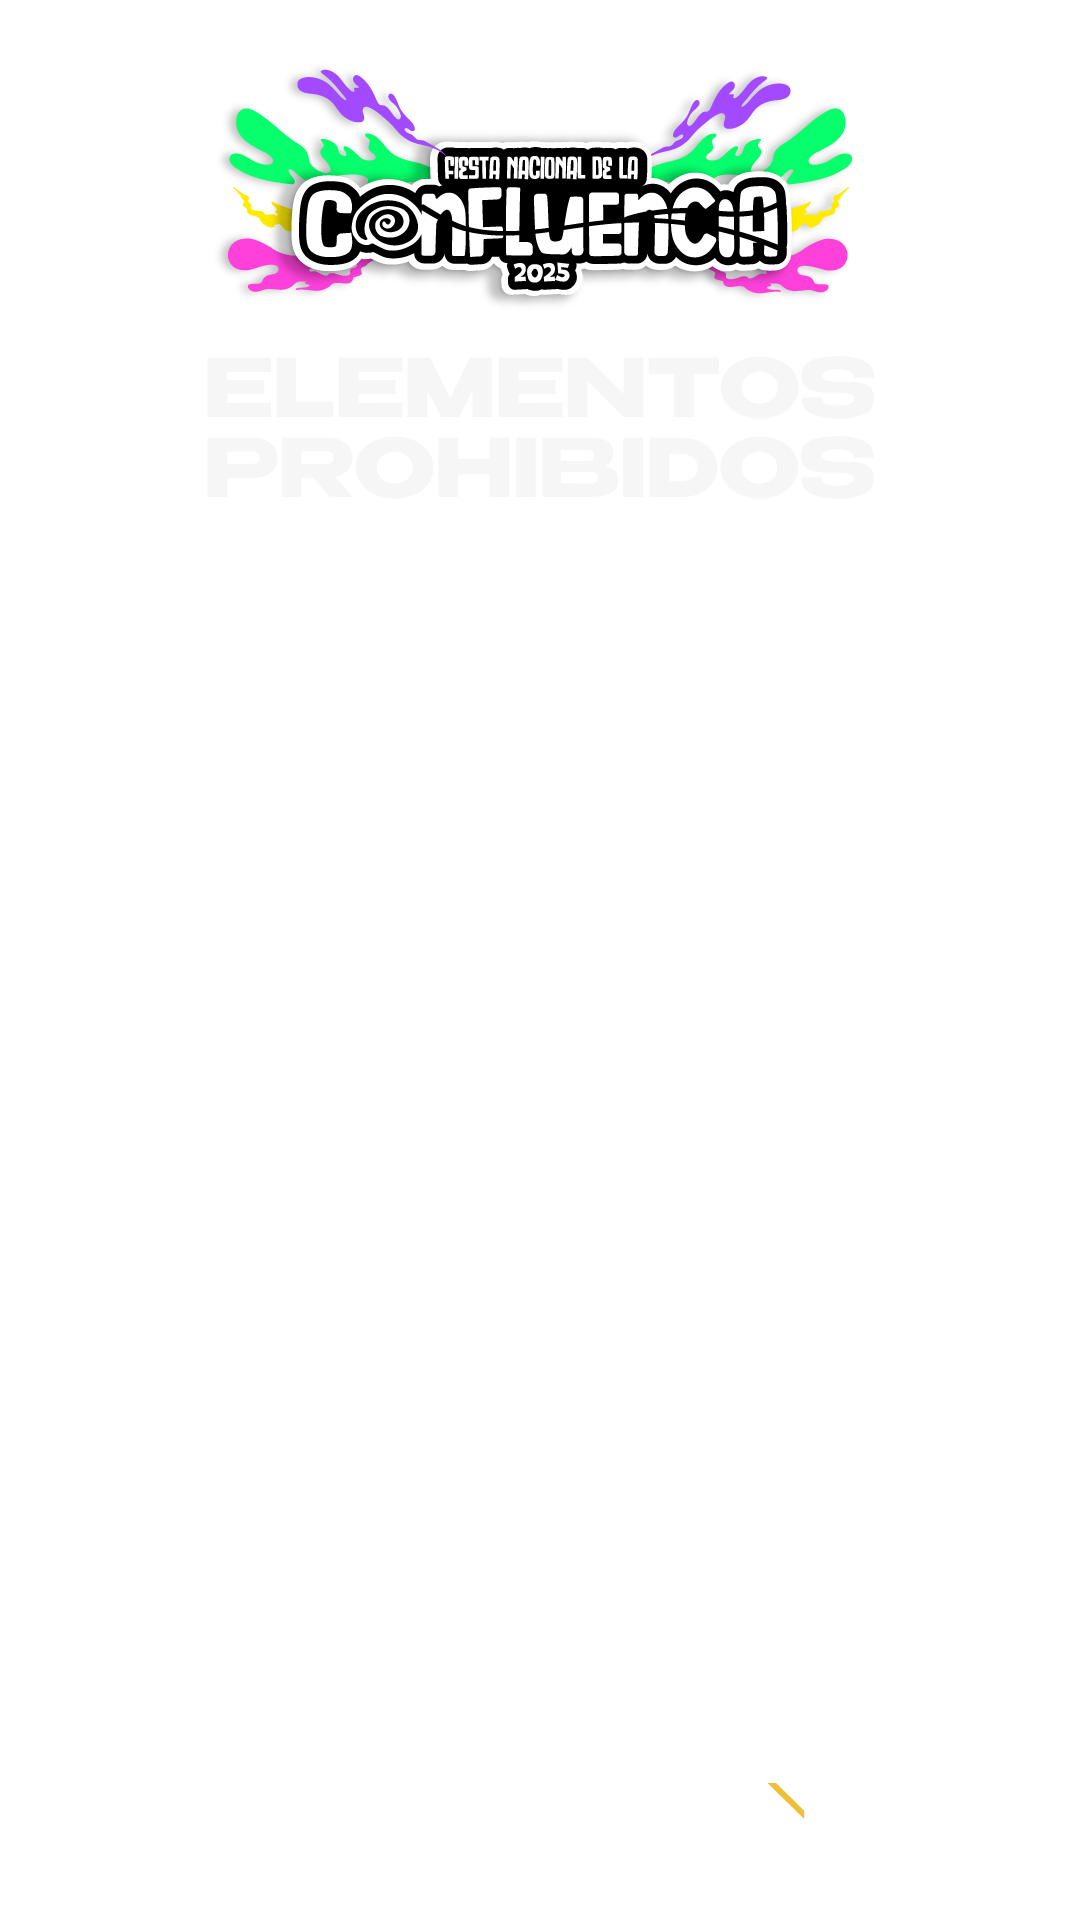 FIESTA NACIONAL DE LA
CONFLUENCIA
2025
ELEMENTOS
PROHIBIDOS